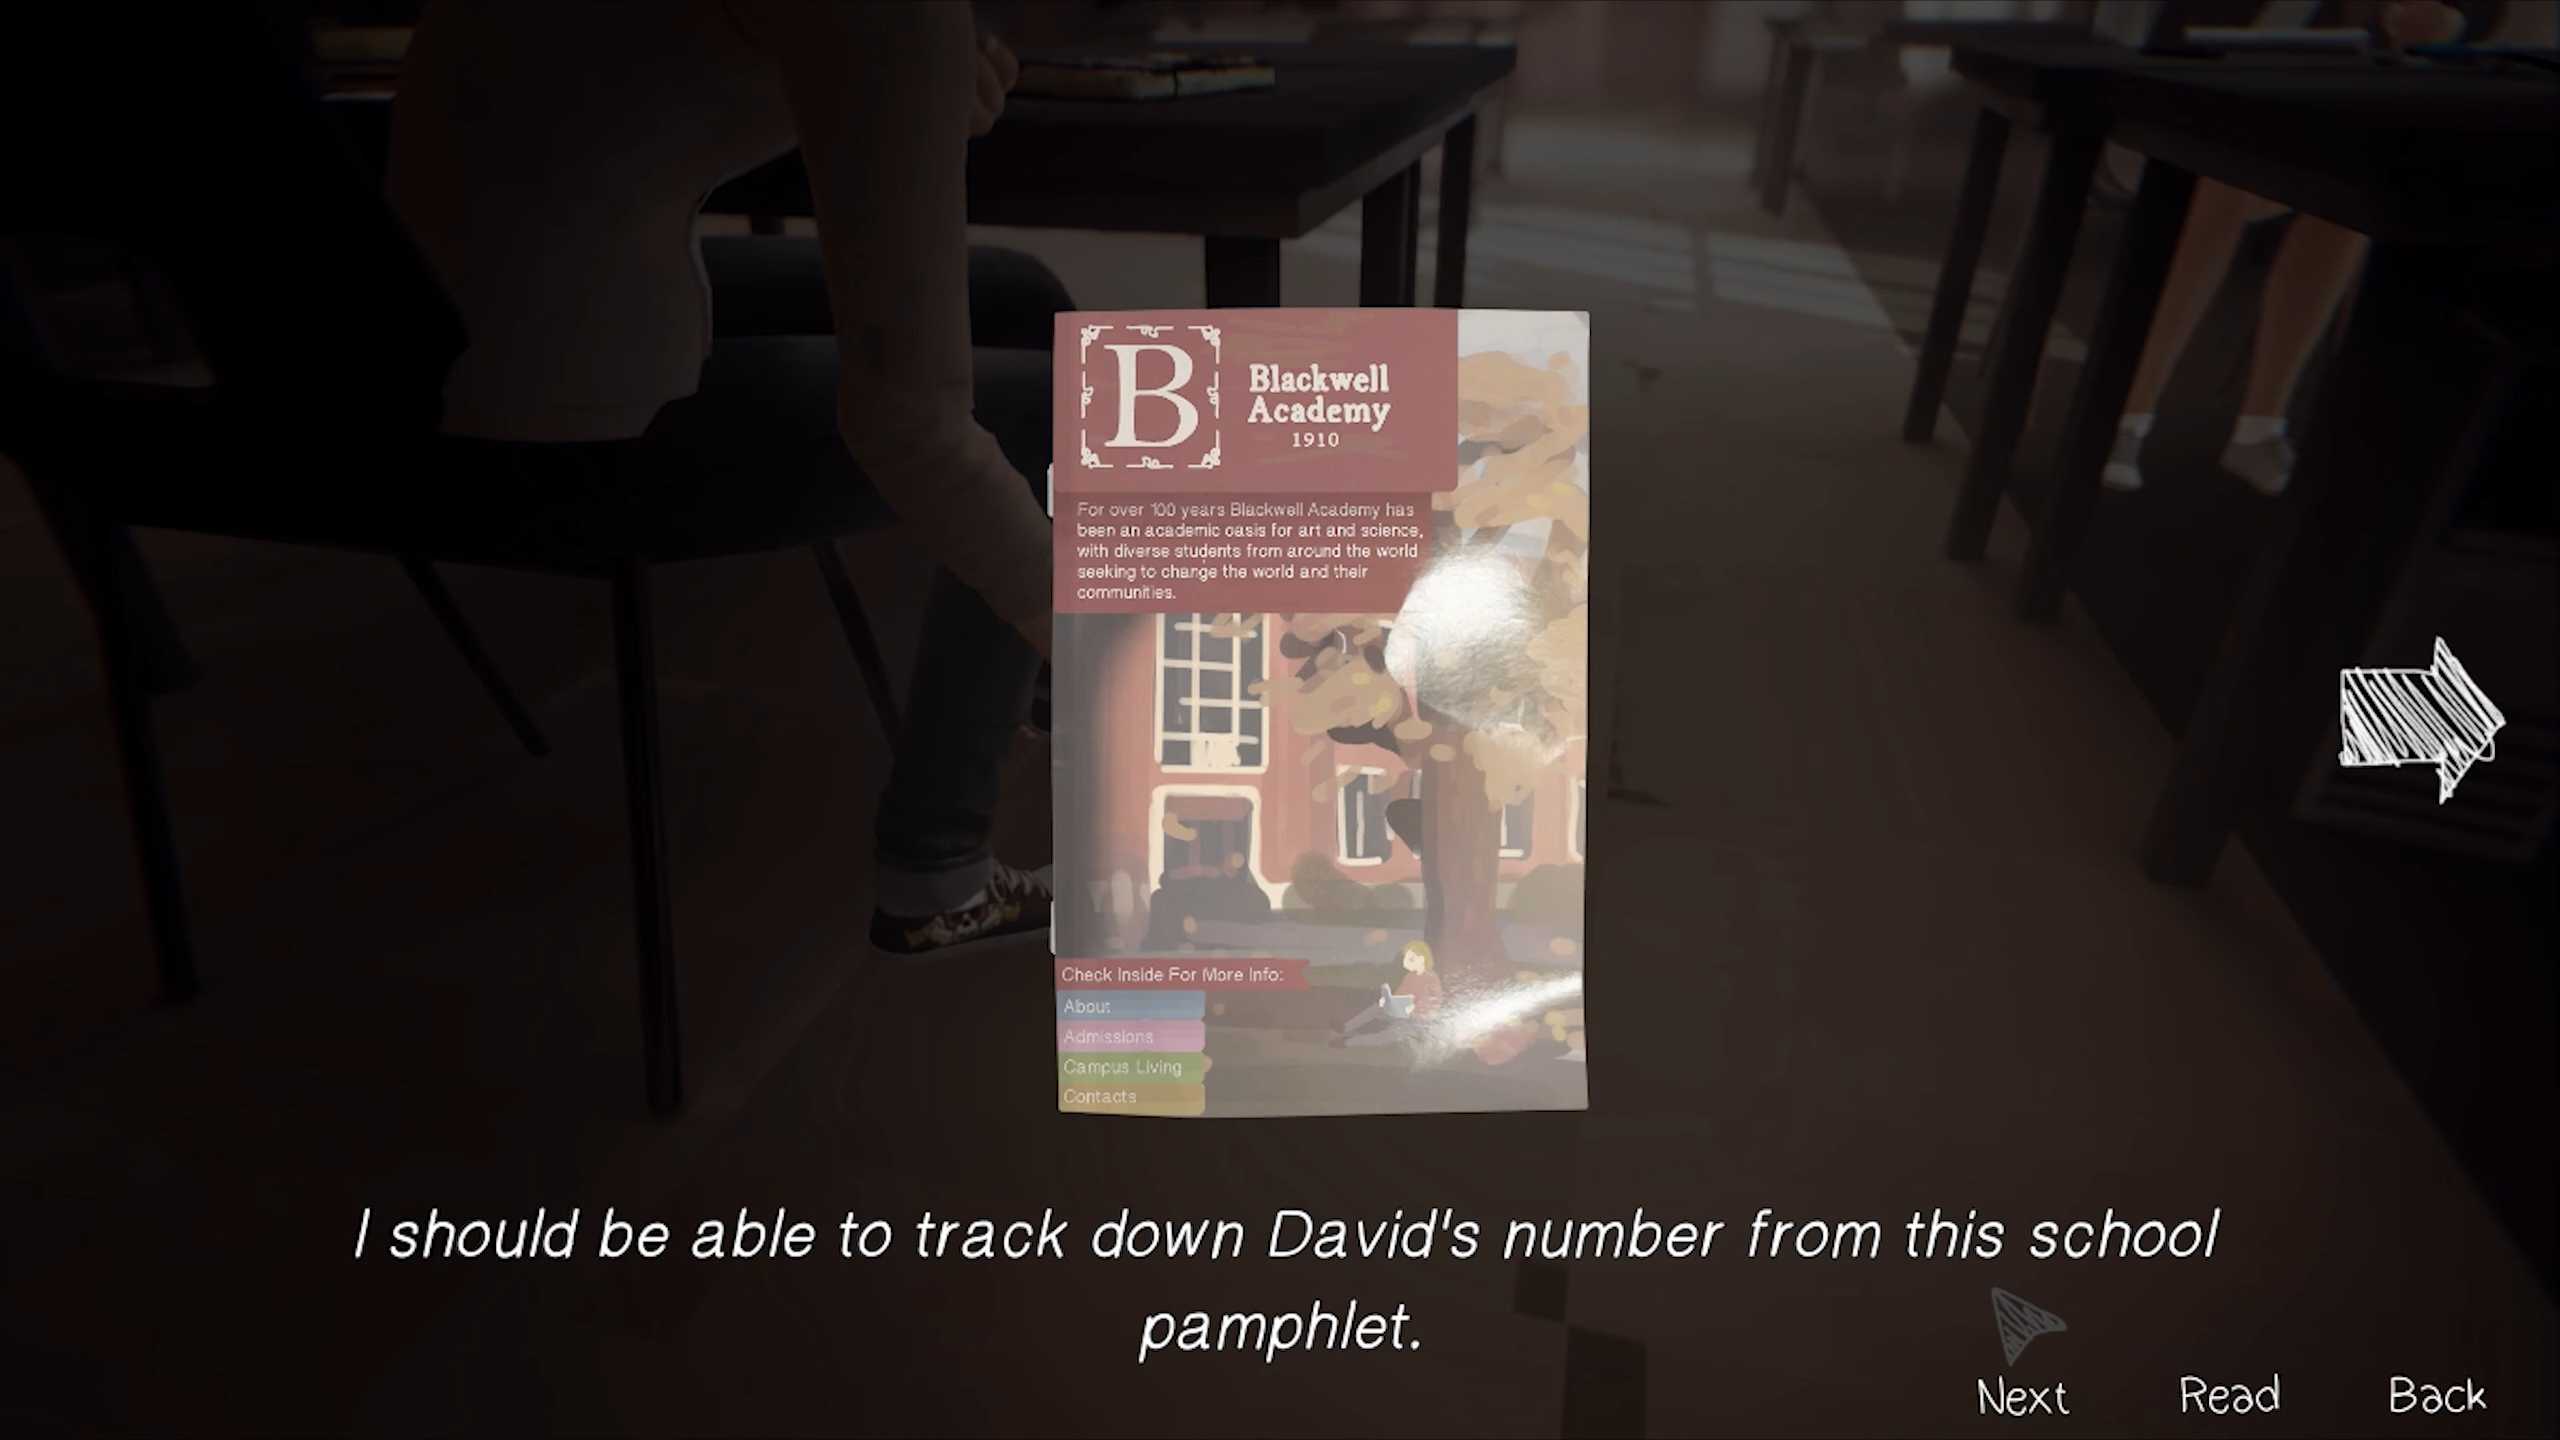 B
Blackwell
Academy
1910
For over 100 years Blackwell Academy has
been an academic oasis for art and science,
with diverse students from around the world
seeking to change the world and their
communities.
Check Inside For More Info:
About
Admissions
Campus Living
Contacts
I should be able to track down David's number from this school
pamphlet.
Next
Read
Back